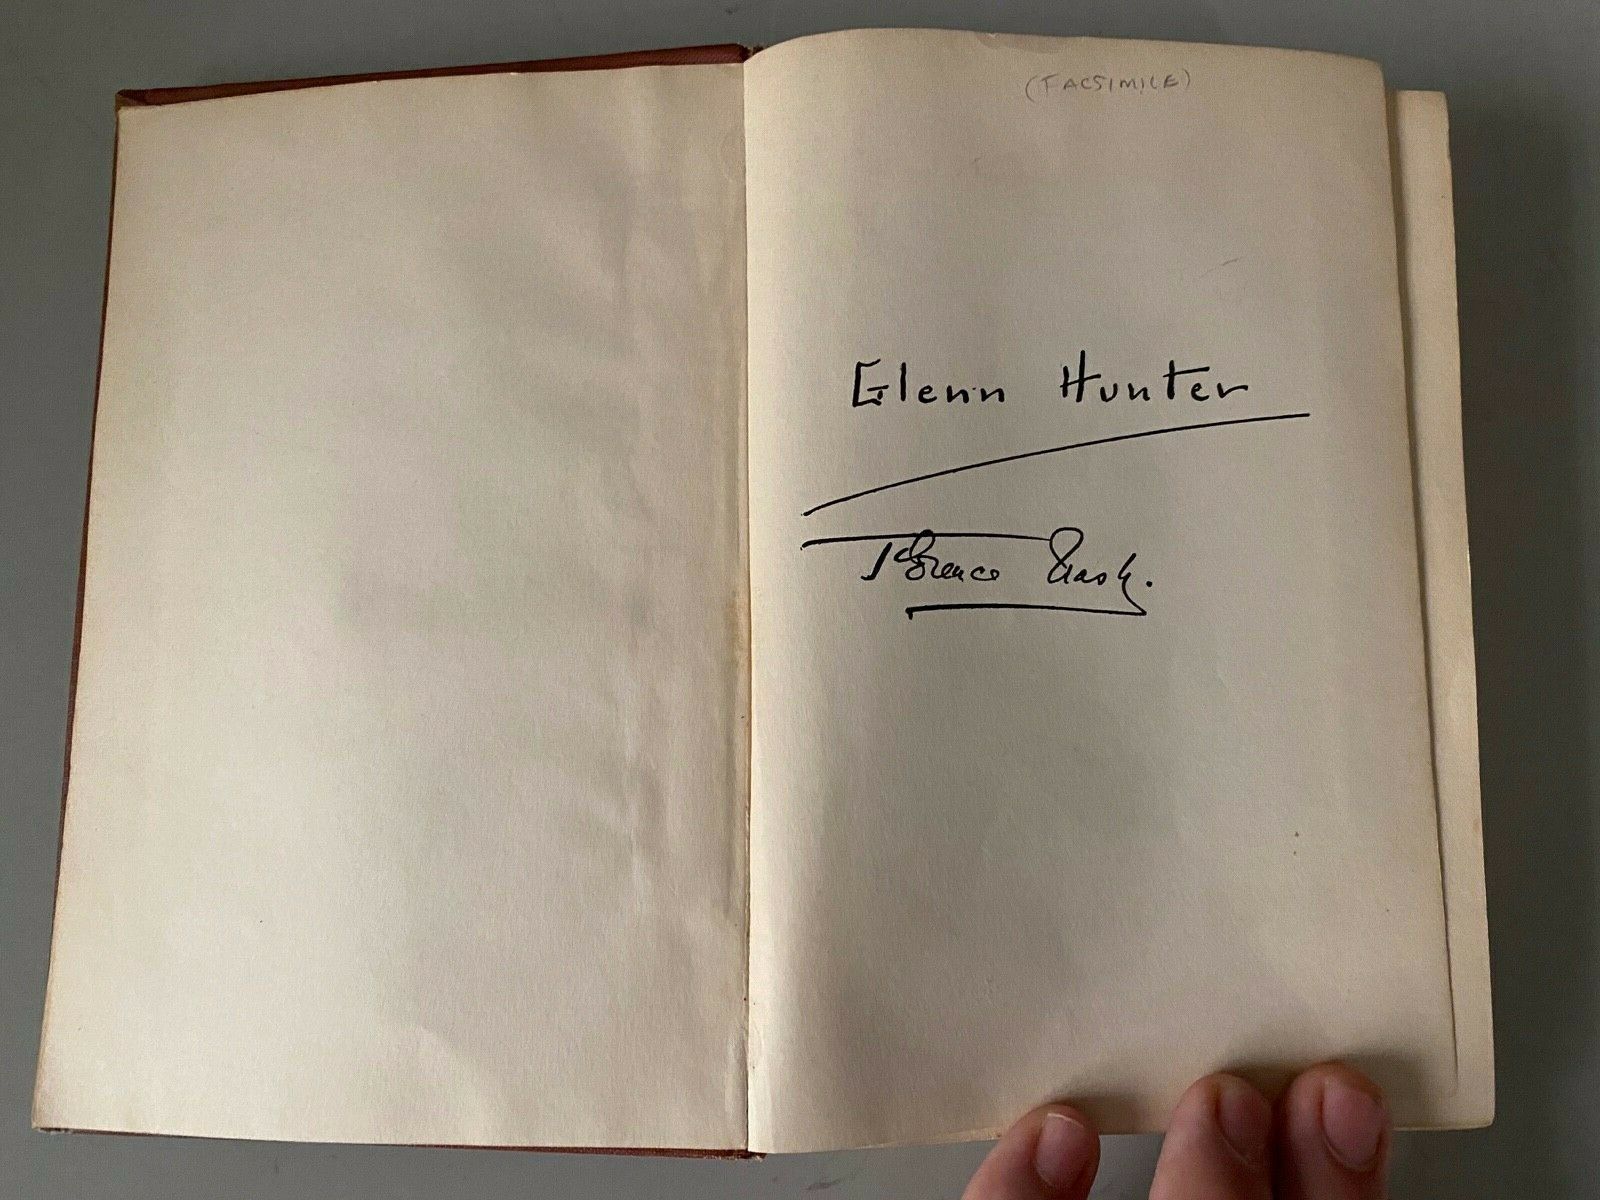 (FACSIMILE)
Glenn Hunter
Florence Nash.